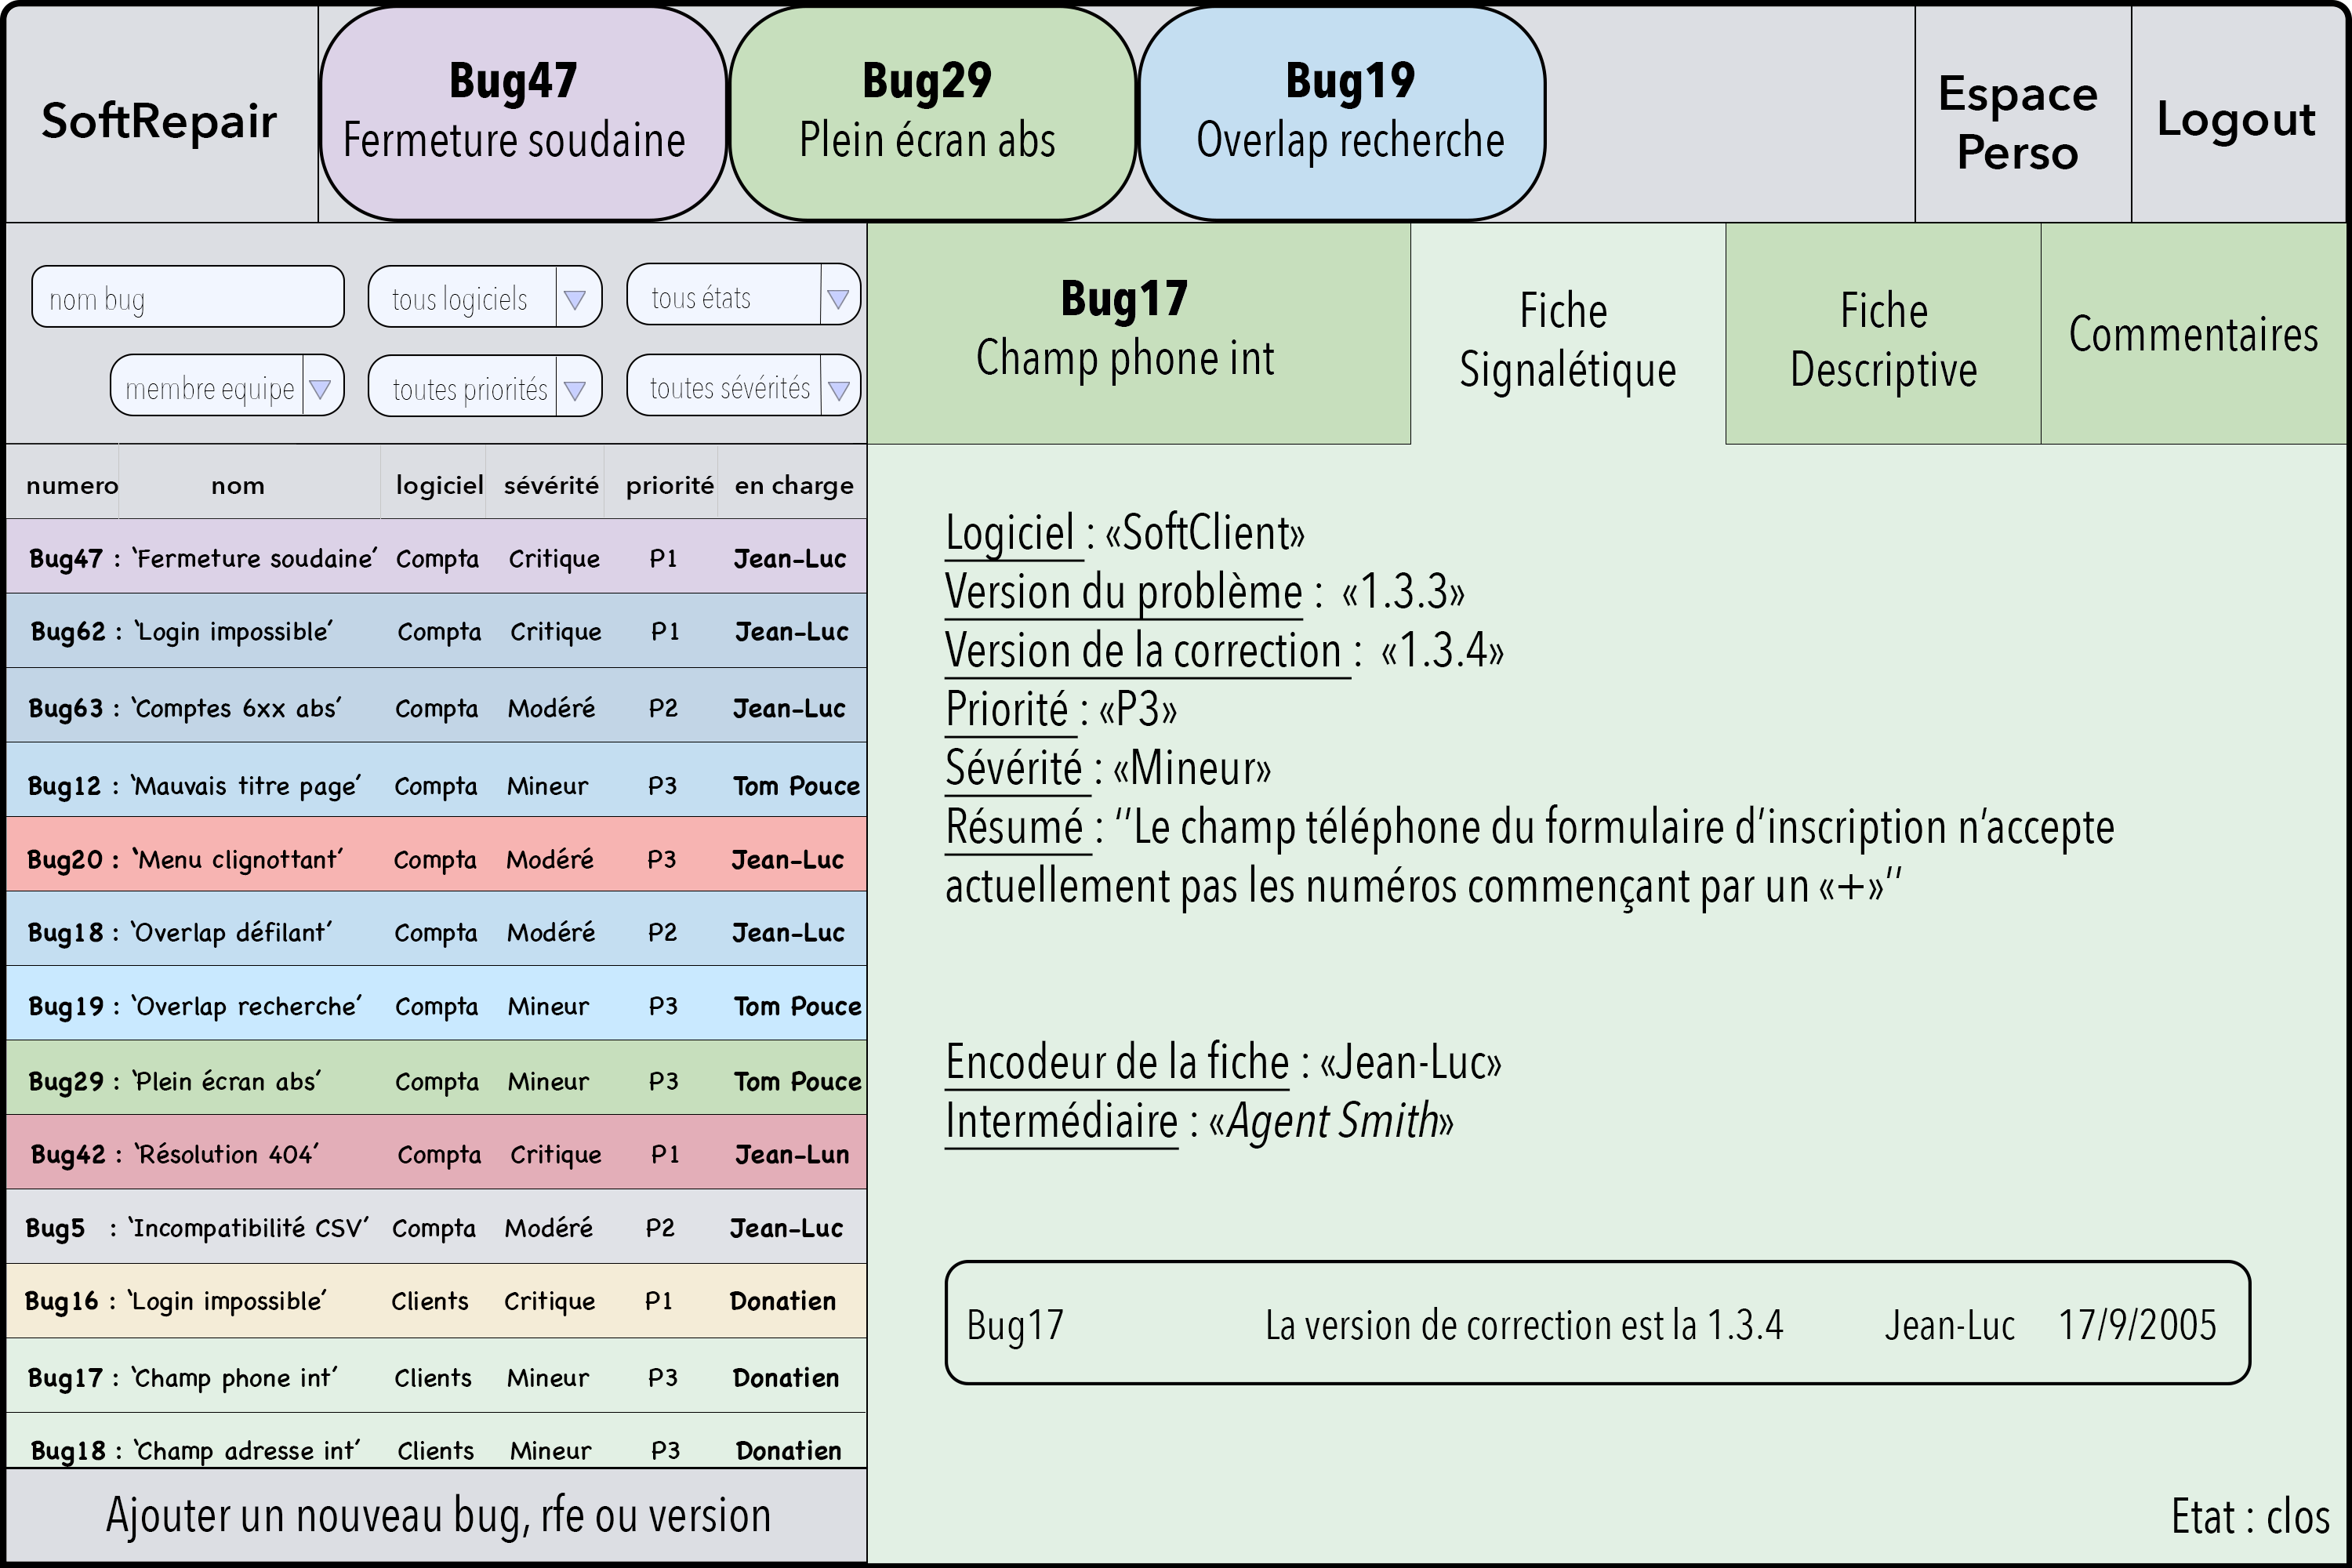 SoftRepair
Bug47
Fermeture soudaine
Bug29
Plein écran abs
Bug19
Overlap recherche
Espace
Perso
Logout
nom bug
tous logiciels
tous états
membre equipe
toutes priorités
toutes sévérités
numero nom logiciel sévérité priorité en charge
Bug47 : ‘Fermeture soudaine’ Compta Critique P1 Jean-Luc
Bug62 : ‘Login impossible’ Compta Critique P1 Jean-Luc
Bug63 : ‘Comptes 6xx abs’ Compta Modéré P2 Jean-Luc
Bug12 : ‘Mauvais titre page’ Compta Mineur P3 Tom Pouce
Bug20 : ‘Menu clignottant’ Compta Modéré P3 Jean-Luc
Bug18 : ‘Overlap défilant’ Compta Modéré P2 Jean-Luc
Bug19 : ‘Overlap recherche’ Compta Mineur P3 Tom Pouce
Bug29 : ‘Plein écran abs’ Compta Mineur P3 Tom Pouce
Bug42 : ‘Résolution 404’ Compta Critique P1 Jean-Lun
Bug5 : ‘Incompatibilité CSV’ Compta Modéré P2 Jean-Luc
Bug16 : ‘Login impossible’ Clients Critique P1 Donatien
Bug17 : ‘Champ phone int’ Clients Mineur P3 Donatien
Bug18 : ‘Champ adresse int’ Clients Mineur P3 Donatien
Ajouter un nouveau bug, rfe ou version
Bug17
Champ phone int
Fiche
Signalétique
Fiche
Descriptive
Commentaires
Logiciel : «SoftClient»
Version du problème : «1.3.3»
Version de la correction : «1.3.4»
Priorité : «P3»
Sévérité : «Mineur»
Résumé : ‘’Le champ téléphone du formulaire d’inscription n’accepte
actuellement pas les numéros commençant par un «+»’’
Encodeur de la fiche : «Jean-Luc»
Intermédiaire : «Agent Smith»
Bug17 La version de correction est la 1.3.4 Jean-Luc 17/9/2005
Etat : clos